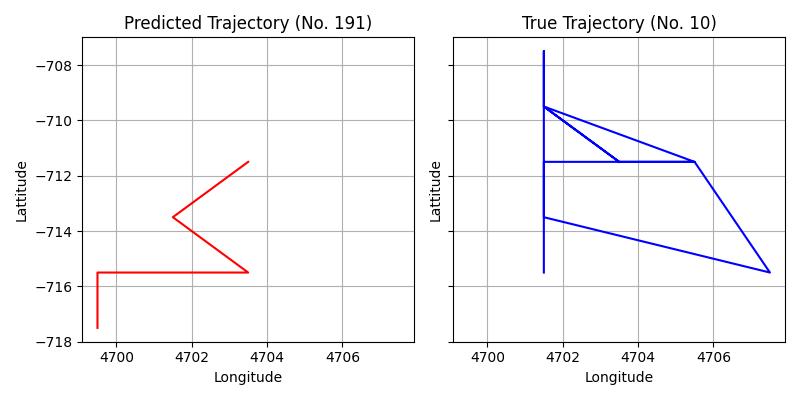 Predicted Trajectory (No. 191)
True Trajectory (No. 10)
−708
−710
−712
−714
−716
−718
Lattitude
Lattitude
4700
4702
4704
4706
4700
4702
4704
4706
Longitude
Longitude